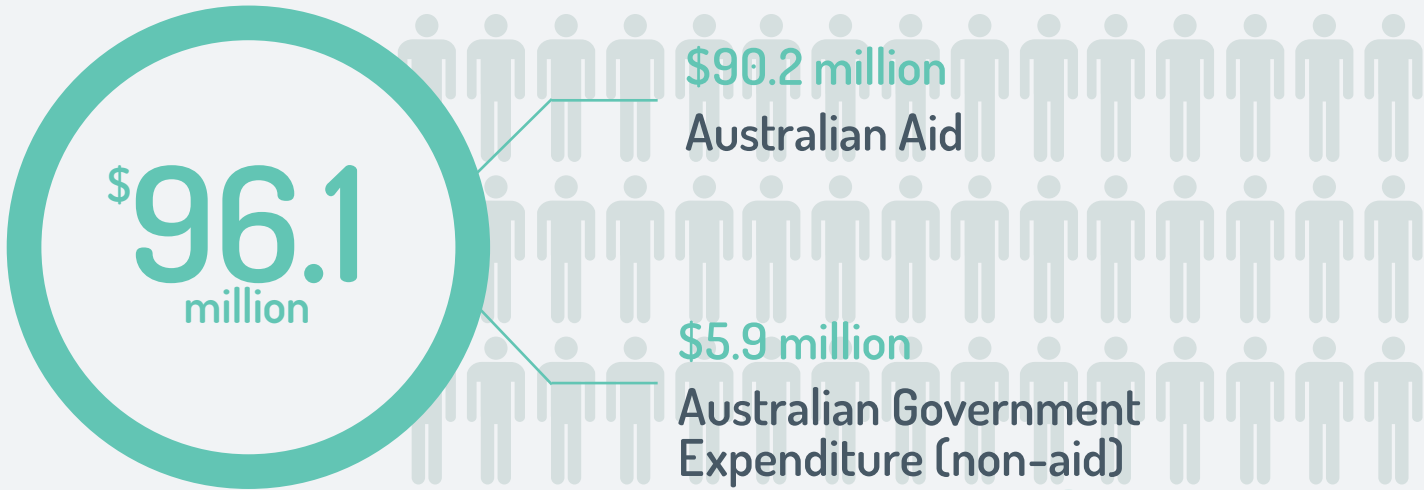 $96.1
million
$90.2 million
Australian Aid
$5.9 million
Australian Government
Expenditure (non-aid)